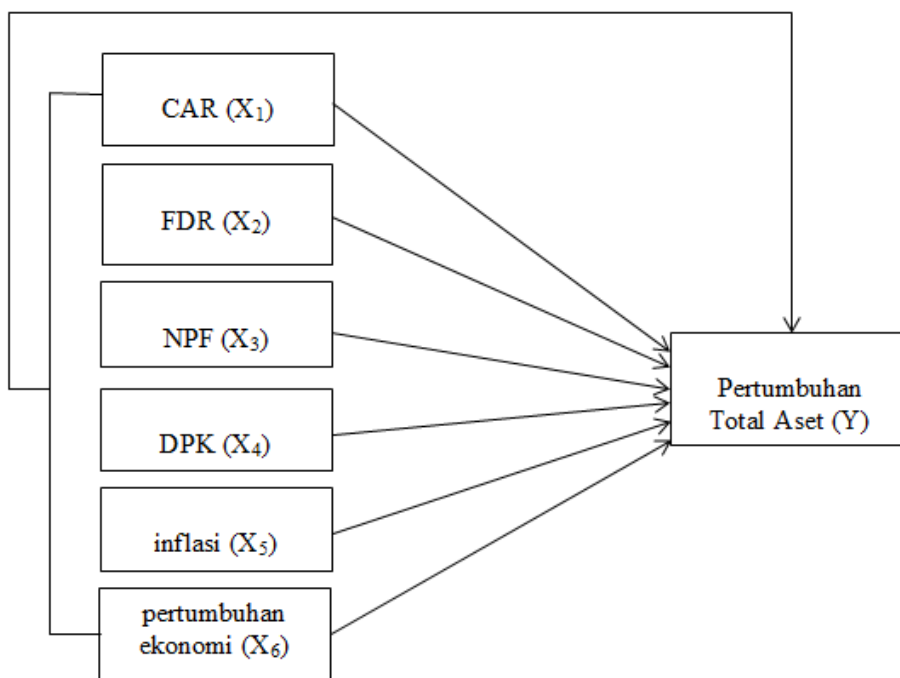 CAR (X₁)
FDR (X₂)
NPF (X₃)
DPK (X₄)
inflasi (X₅)
pertumbuhan
ekonomi (X₆)
Pertumbuhan
Total Aset (Y)